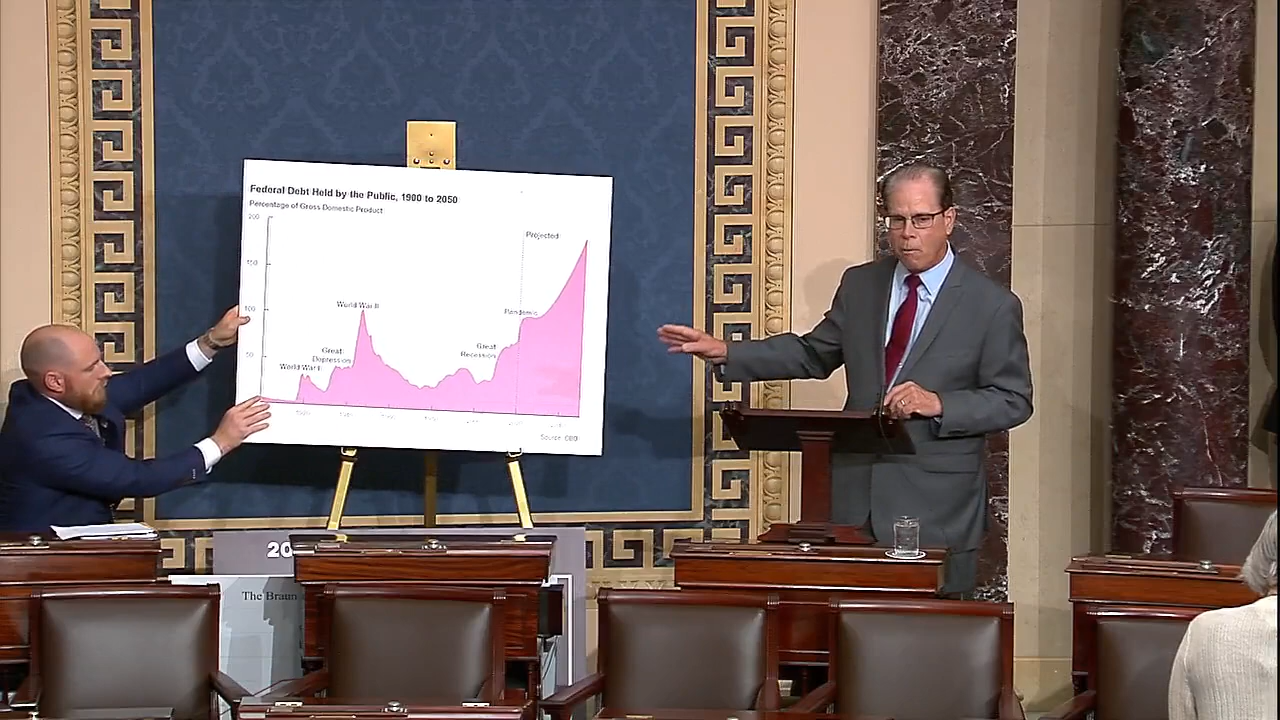 Federal Debt Held by the Public, 1900 to 2050
Percentage of Gross Domestic Product
200
Projected
150
World War II
100
Pandemic
Great
Depression
Great
Recession
50
World War I
Source: CBO
20
The Braun